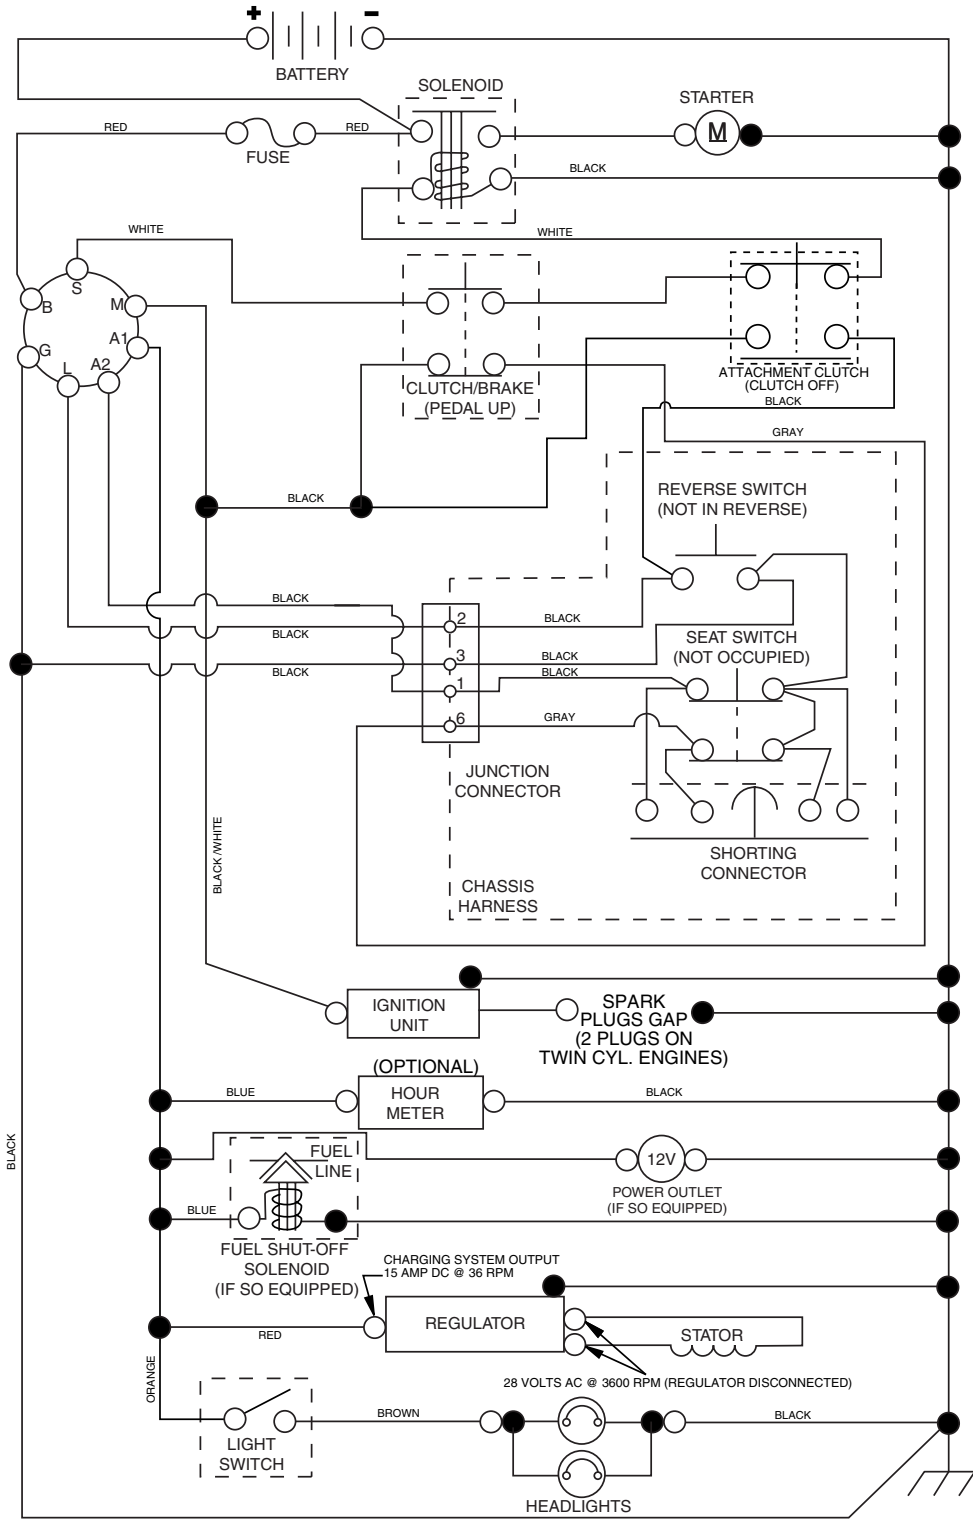 + -
BATTERY
SOLENOID
STARTER
RED
RED
M
FUSE
BLACK
WHITE
WHITE
S
B
M
G
A1
L
A2
CLUTCH/BRAKE
(PEDAL UP)
ATTACHMENT CLUTCH
(CLUTCH OFF)
BLACK
GRAY
REVERSE SWITCH
(NOT IN REVERSE)
BLACK
BLACK
2
BLACK
BLACK
SEAT SWITCH
(NOT OCCUPIED)
3
BLACK
BLACK
BLACK
1
6
GRAY
JUNCTION
CONNECTOR
BLACK/WHITE
SHORTING
CONNECTOR
CHASSIS
HARNESS
IGNITION
UNIT
SPARK
PLUGS GAP
(2 PLUGS ON
TWIN CYL. ENGINES)
(OPTIONAL)
HOUR
METER
BLUE
BLACK
BLACK
FUEL
LINE
12V
POWER OUTLET
(IF SO EQUIPPED)
BLUE
FUEL SHUT-OFF
SOLENOID
(IF SO EQUIPPED)
CHARGING SYSTEM OUTPUT
15 AMP DC @ 36 RPM
REGULATOR
STATOR
RED
28 VOLTS AC @ 3600 RPM (REGULATOR DISCONNECTED)
ORANGE
BROWN
BLACK
LIGHT
SWITCH
HEADLIGHTS